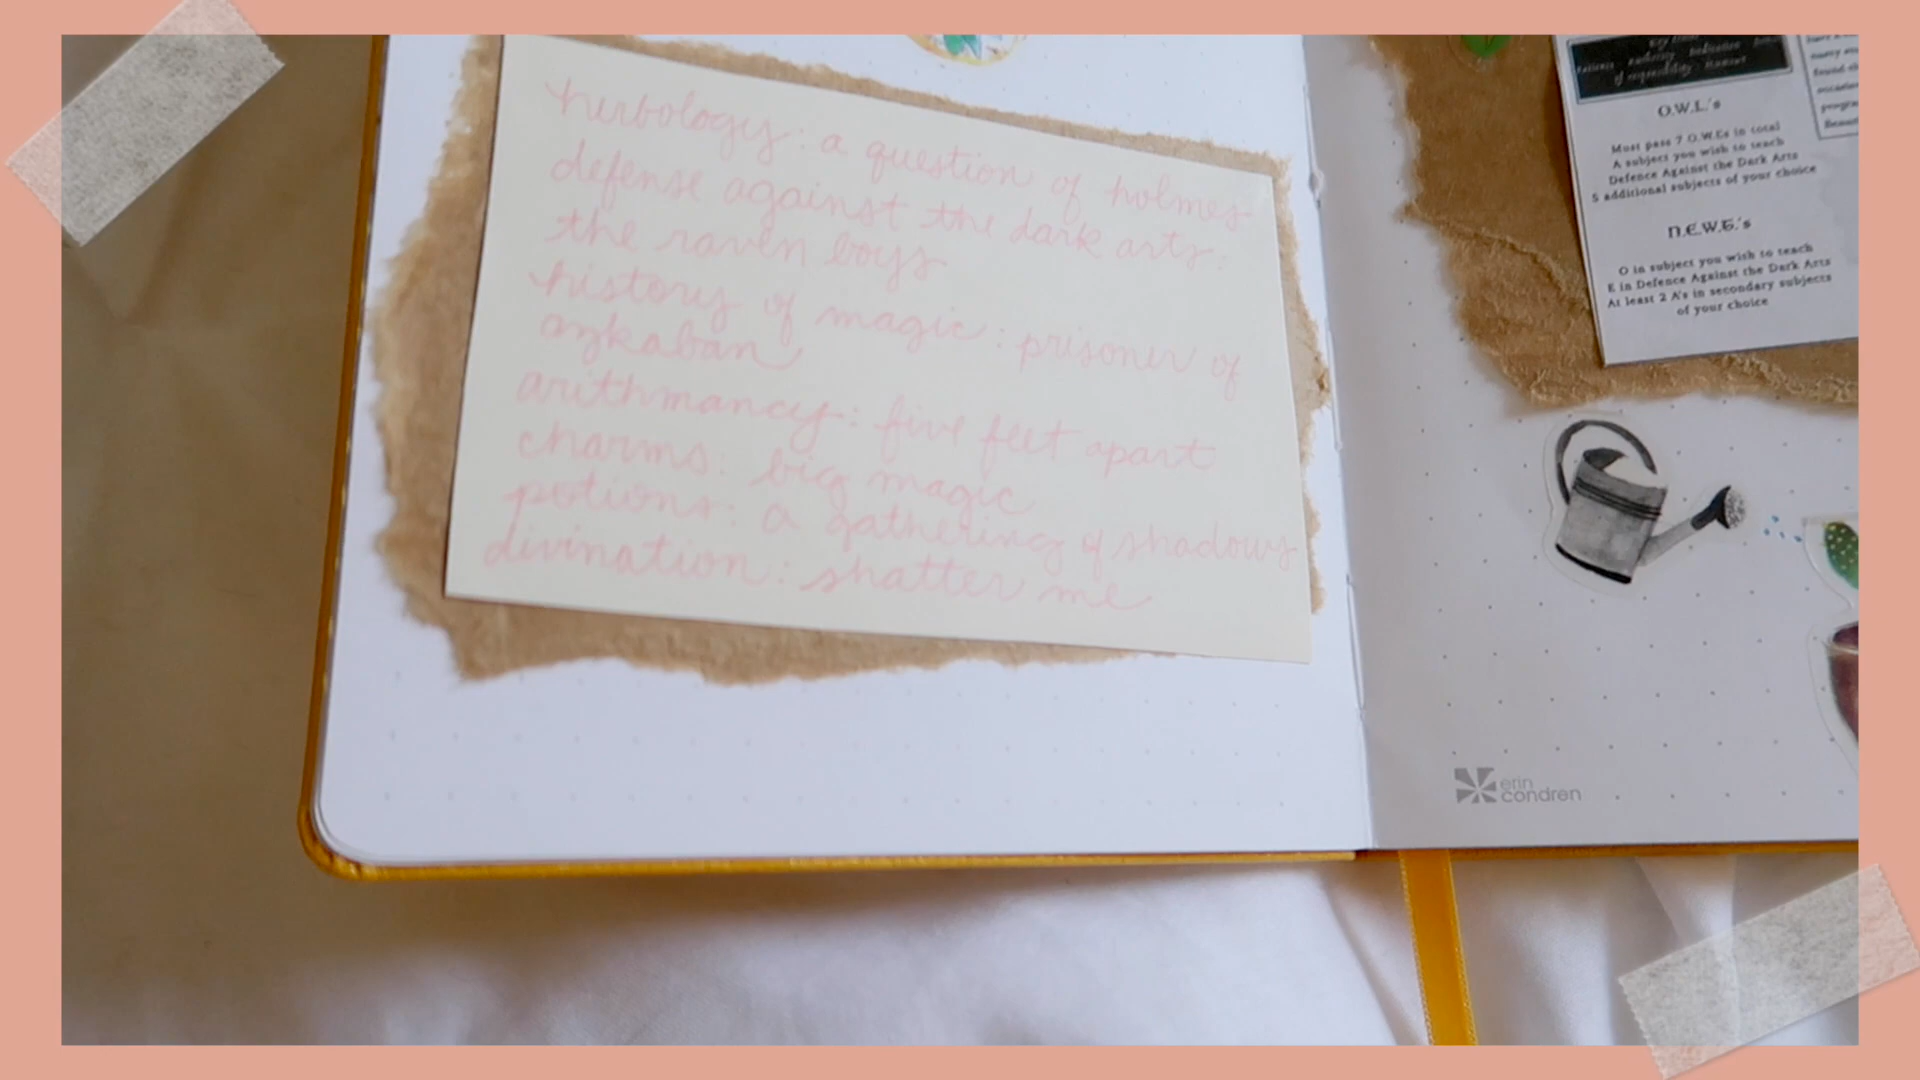 herbology: a question of holmes
defense against the dark arts:
the raven boys
history of magic: prisoner of
azkaban
arithmancy: five feet apart
charms: big magic
potions: a gathering of shadows
divination: shatter me
of responsibility
O.W.L.'s
Must pass 7 O.W.Ls in total
A subject you wish to teach
Defence Against the Dark Arts
5 additional subjects of your choice
N.E.W.T.'s
O in subject you wish to teach
E in Defence Against the Dark Arts
At least 2 A's in secondary subjects
of your choice
erin
condren